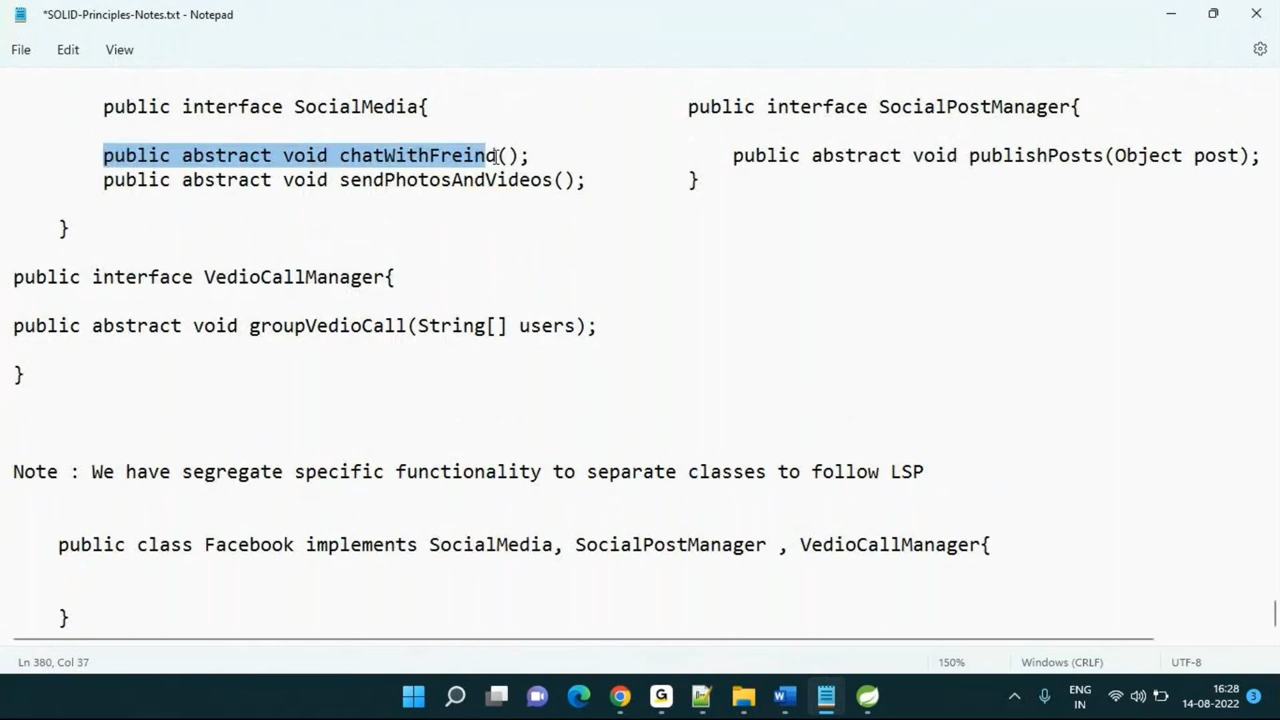 *SOLID-Principles-Notes.txt - Notepad
File Edit View
public interface SocialMedia{ public interface SocialPostManager{
public abstract void chatWithFreind(); public abstract void publishPosts(Object post);
public abstract void sendPhotosAndVideos(); }
}
public interface VedioCallManager{
public abstract void groupVedioCall(String[] users);
}
Note : We have segregate specific functionality to separate classes to follow LSP
public class Facebook implements SocialMedia, SocialPostManager , VedioCallManager{
}
Ln 380, Col 37 150% Windows (CRLF) UTF-8
ENG 16:28
IN 14-08-2022 3